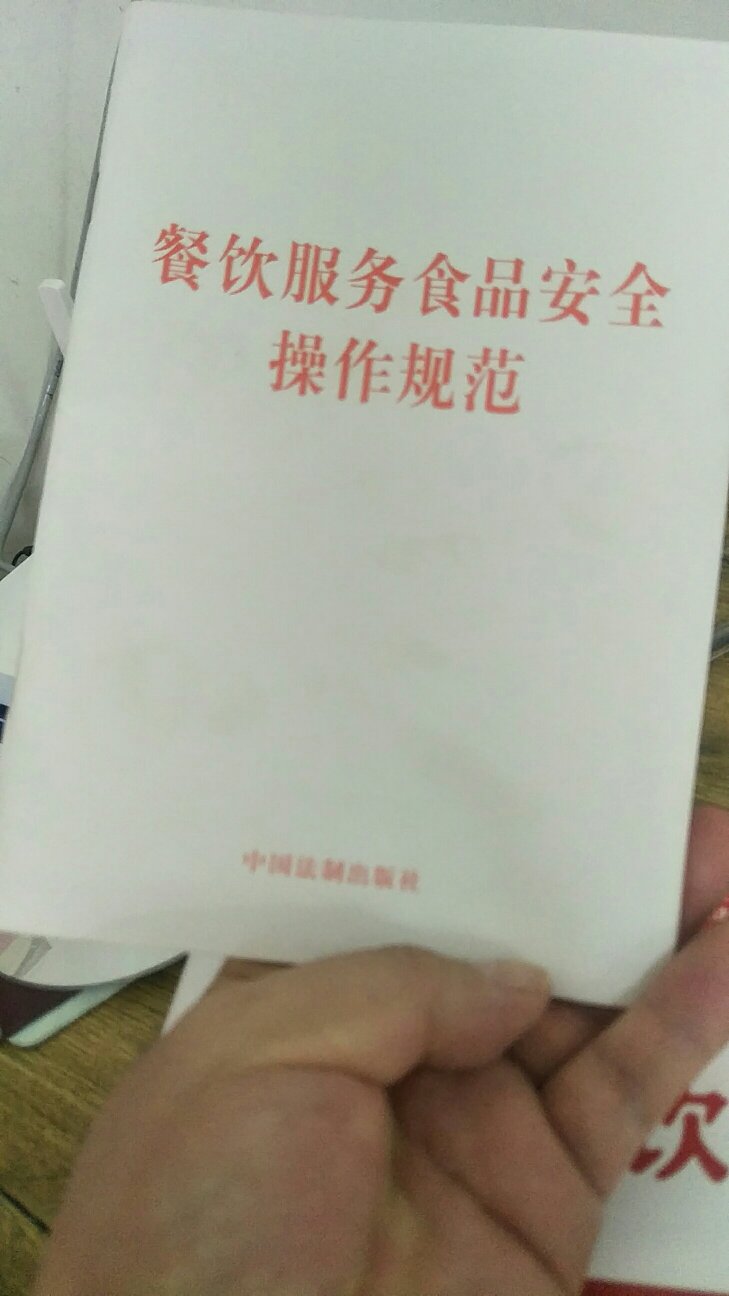 餐饮服务食品安全
操作规范
中国法制出版社
饮